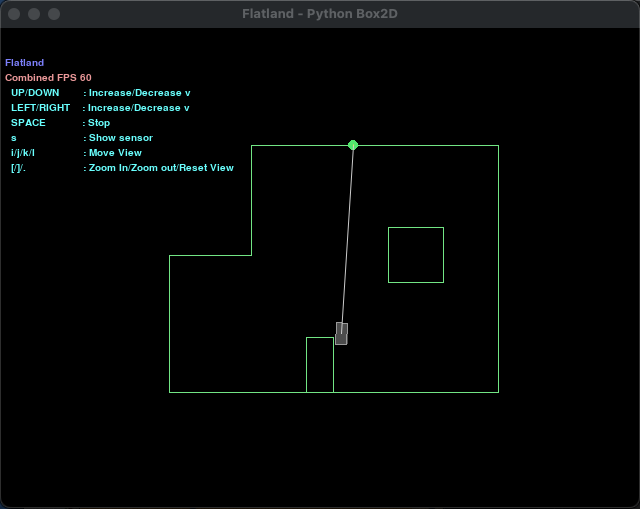 Flatland - Python Box2D
Flatland
Combined FPS 60
UP/DOWN : Increase/Decrease v
LEFT/RIGHT : Increase/Decrease v
SPACE : Stop
s : Show sensor
i/j/k/l : Move View
[/]/. : Zoom In/Zoom out/Reset View